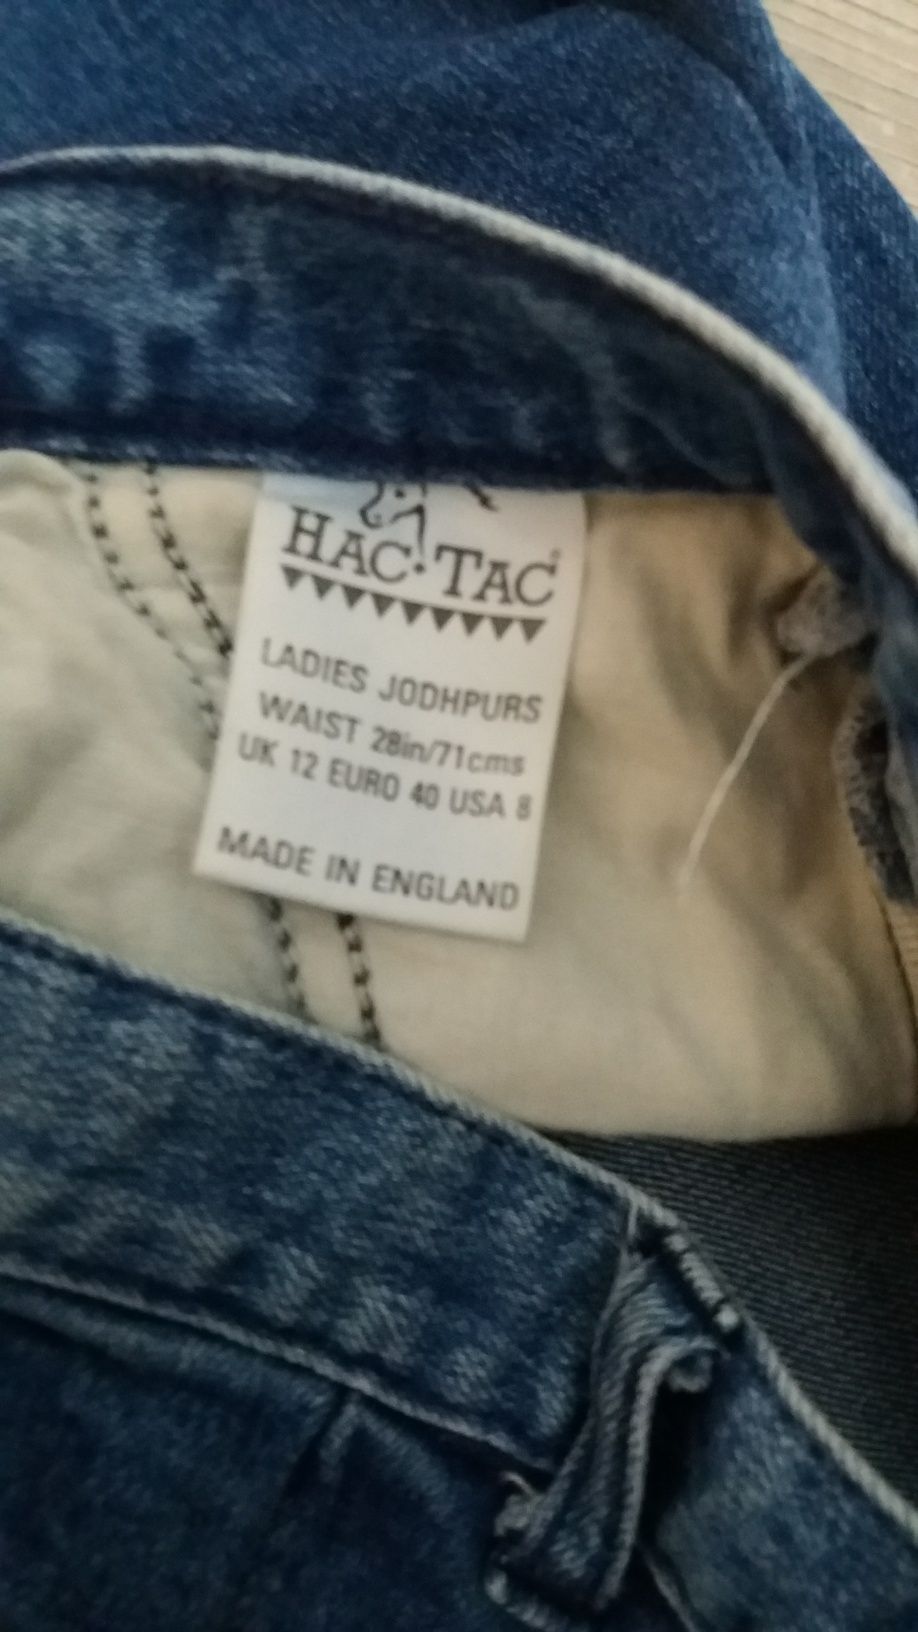 HAC·TAC®
LADIES JODHPURS
WAIST 28in/71cms
UK 12 EURO 40 USA 8
MADE IN ENGLAND